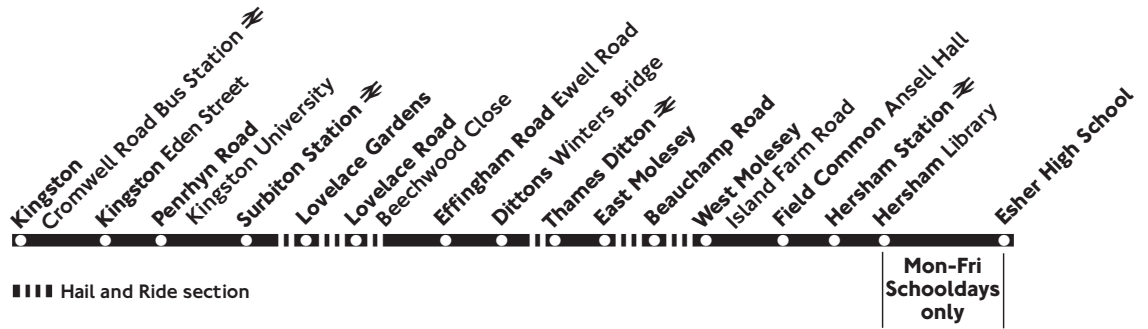 Kingston
Cromwell Road Bus Station
Kingston Eden Street
Penrhyn Road
Kingston University
Surbiton Station
Lovelace Gardens
Lovelace Road
Beechwood Close
Effingham Road Ewell Road
Dittons Winters Bridge
Thames Ditton
East Molesey
Beauchamp Road
West Molesey
Island Farm Road
Field Common Ansell Hall
Hersham Station
Hersham Library
Esher High School
Mon-Fri
Schooldays
only
Hail and Ride section